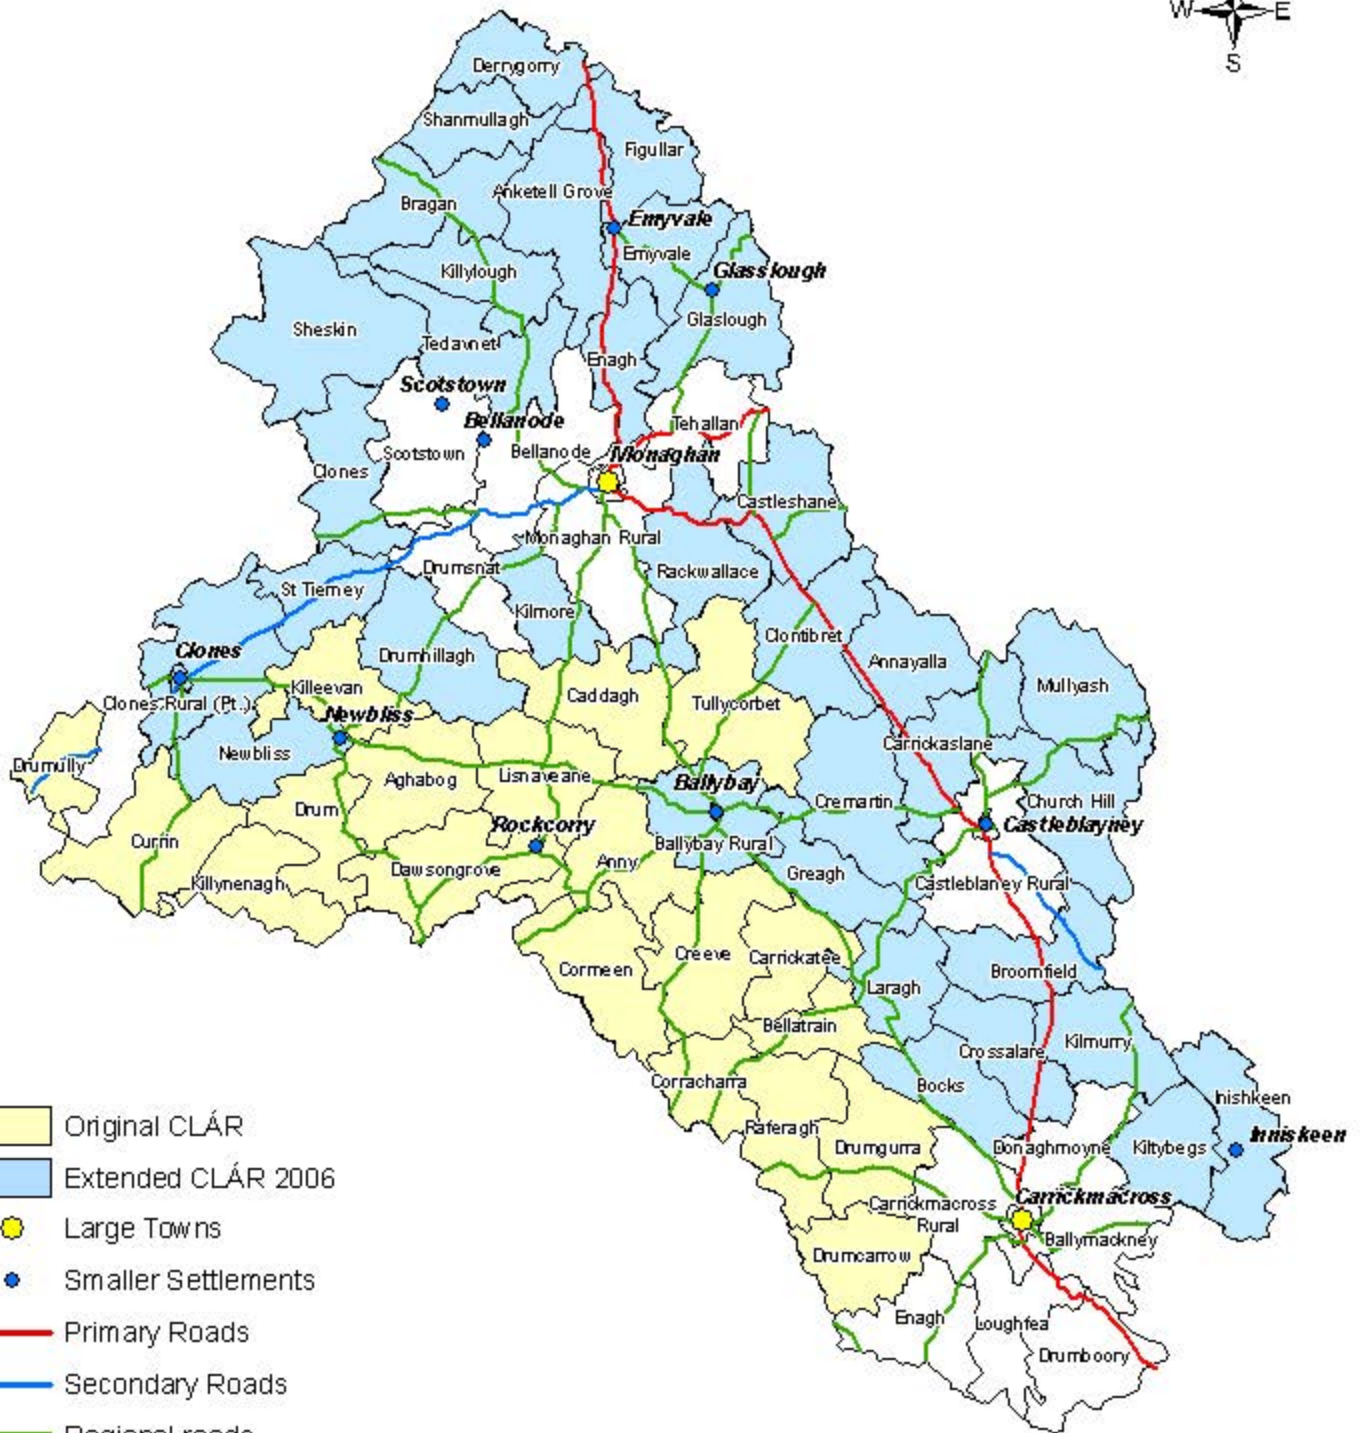 W E
S
Derrygorry
Shanmullagh
Figullar
Anketell Grove
Bragan
Emyvale
Emyvale
Glasslough
Killylough
Glaslough
Sheskin
Tedavnet
Enagh
Scotstown
Bellanode
Tehallan
Scotstown
Bellanode
Monaghan
Clones
Castleshane
Monaghan Rural
Drumsnat
Rackwallace
St Tierney
Kilmore
Clontibret
Clones
Drumhillagh
Annayalla
Killeevan
Caddagh
Mullyash
Clones Rural (Pt.)
Tullycorbet
Newbliss
Carrickaslane
Newbliss
Drumully
Aghabog
Lisnaveane
Ballybay
Drum
Cremartin
Church Hill
Rockcorry
Castleblayney
Currin
Ballybay Rural
Anny
Dawsongrove
Greagh
Killynenagh
Castleblaney Rural
Creeve
Carrickatee
Cormeen
Broomfield
Laragh
Bellatrain
Crossalare
Kilmurry
Corracharra
Bocks
Inishkeen
Original CLÁR
Raferagh
Drumgurra
Donaghmoyne
Kiltybegs
Inniskeen
Extended CLÁR 2006
Carrickmacross
Carrickmacross
Rural
Large Towns
Ballymackney
Drumcarrow
Smaller Settlements
Enagh
Loughfea
Primary Roads
Drumboory
Secondary Roads
Regional roads